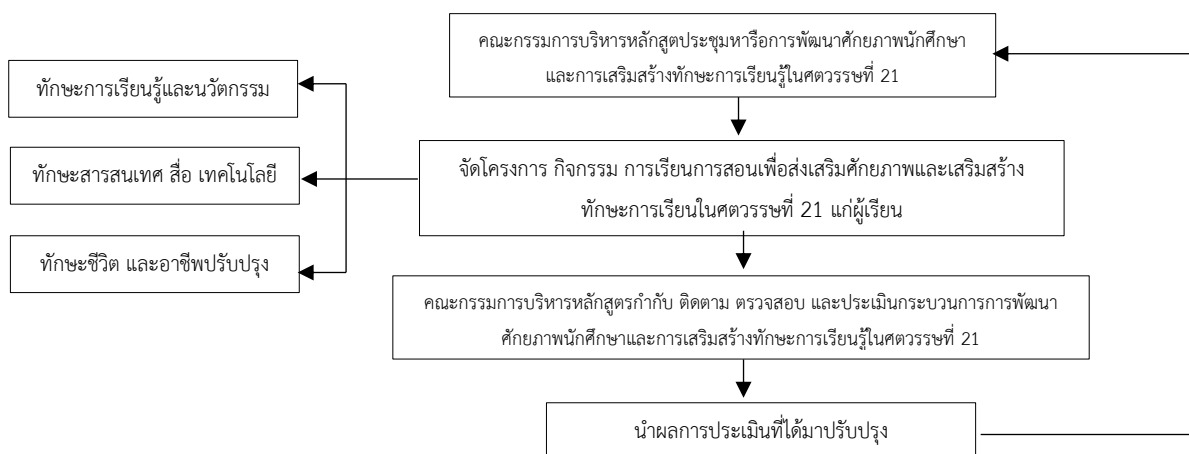 คณะกรรมการบริหารหลักสูตประชุมหารือการพัฒนาศักยภาพนักศึกษา
และการเสริมสร้างทักษะการเรียนรู้ในศตวรรษที่ 21
ทักษะการเรียนรู้และนวัตกรรม
ทักษะสารสนเทศ สื่อ เทคโนโลยี
ทักษะชีวิต และอาชีพปรับปรุง
จัดโครงการ กิจกรรม การเรียนการสอนเพื่อส่งเสริมศักยภาพและเสริมสร้าง
ทักษะการเรียนในศตวรรษที่ 21 แก่ผู้เรียน
คณะกรรมการบริหารหลักสูตรกำกับ ติดตาม ตรวจสอบ และประเมินกระบวนการการพัฒนา
ศักยภาพนักศึกษาและการเสริมสร้างทักษะการเรียนรู้ในศตวรรษที่ 21
นำผลการประเมินที่ได้มาปรับปรุง